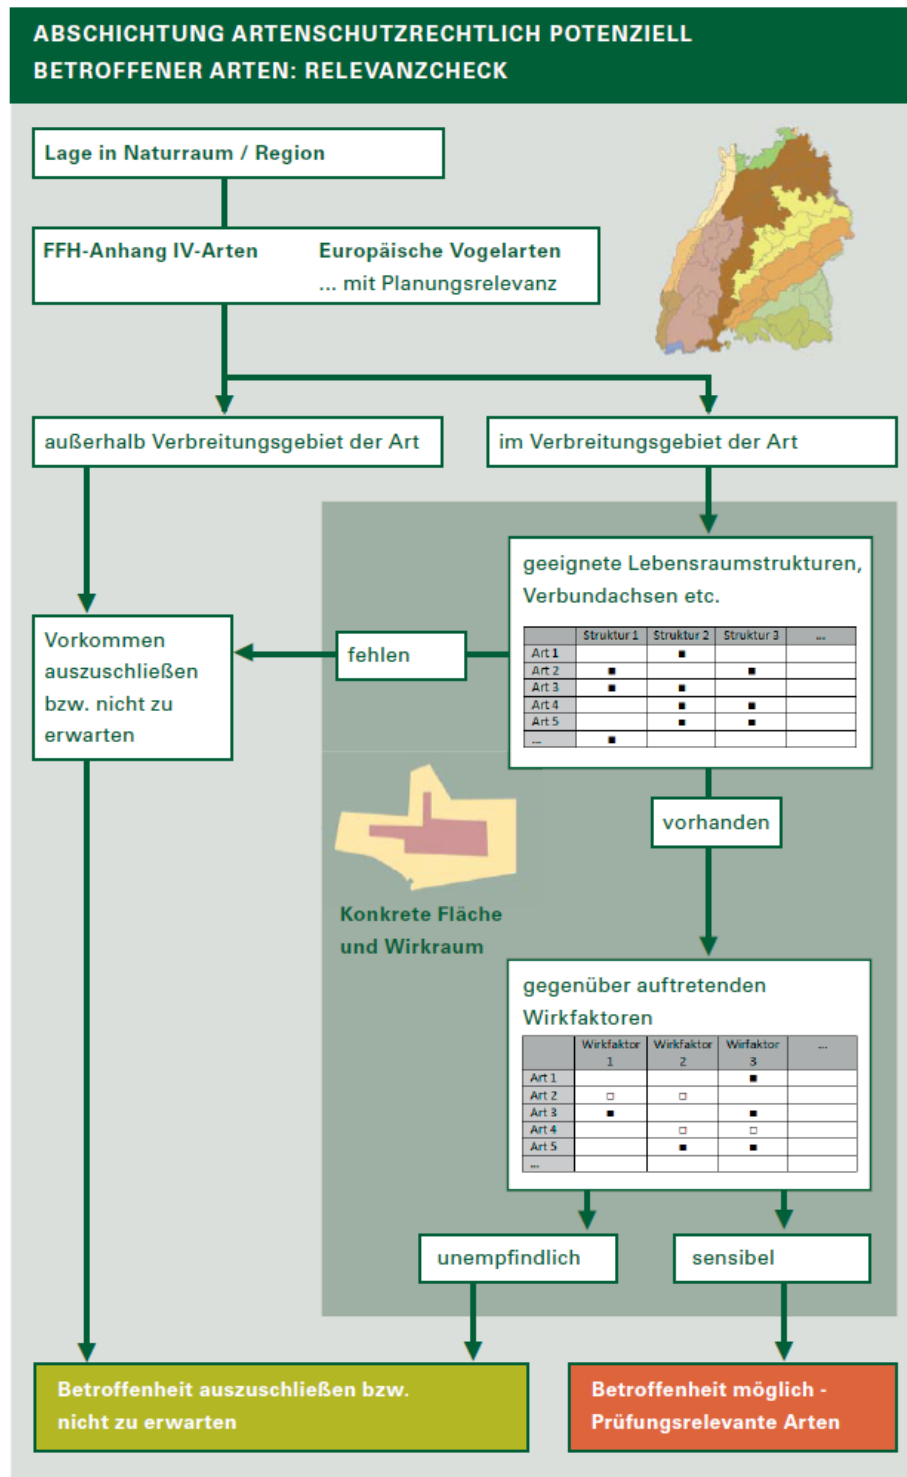 ABSCHICHTUNG ARTENSCHUTZRECHTLICH POTENZIELL
BETROFFENER ARTEN: RELEVANZCHECK
Lage in Naturraum / Region
FFH-Anhang IV-Arten
Europäische Vogelarten
... mit Planungsrelevanz
außerhalb Verbreitungsgebiet der Art
im Verbreitungsgebiet der Art
geeignete Lebensraumstrukturen,
Verbundachsen etc.
Struktur 1 Struktur 2 Struktur 3 ...
Art 1 ■
Art 2 ■ ■
Art 3 ■ ■
Art 4 ■ ■
Art 5 ■ ■
... ■
fehlen
Vorkommen
auszuschließen
bzw. nicht zu
erwarten
vorhanden
Konkrete Fläche
und Wirkraum
gegenüber auftretenden
Wirkfaktoren
Wirkfaktor Wirkfaktor Wirfaktor ...
1 2 3
Art 1 ■
Art 2 □ □
Art 3 ■ ■
Art 4 □ □
Art 5 ■ ■
...
unempfindlich
sensibel
Betroffenheit auszuschließen bzw.
nicht zu erwarten
Betroffenheit möglich -
Prüfungsrelevante Arten